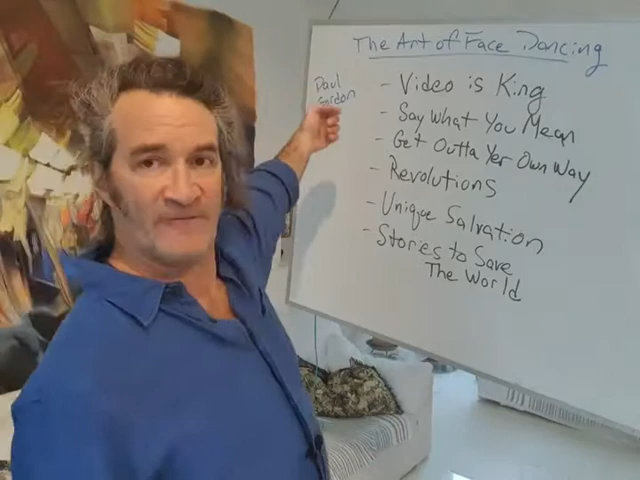 The Art of Face Dancing
Paul
Gordon
- Video is King
- Say What You Mean
- Get Outta Yer Own Way
- Revolutions
- Unique Salvation
- Stories to Save
The World